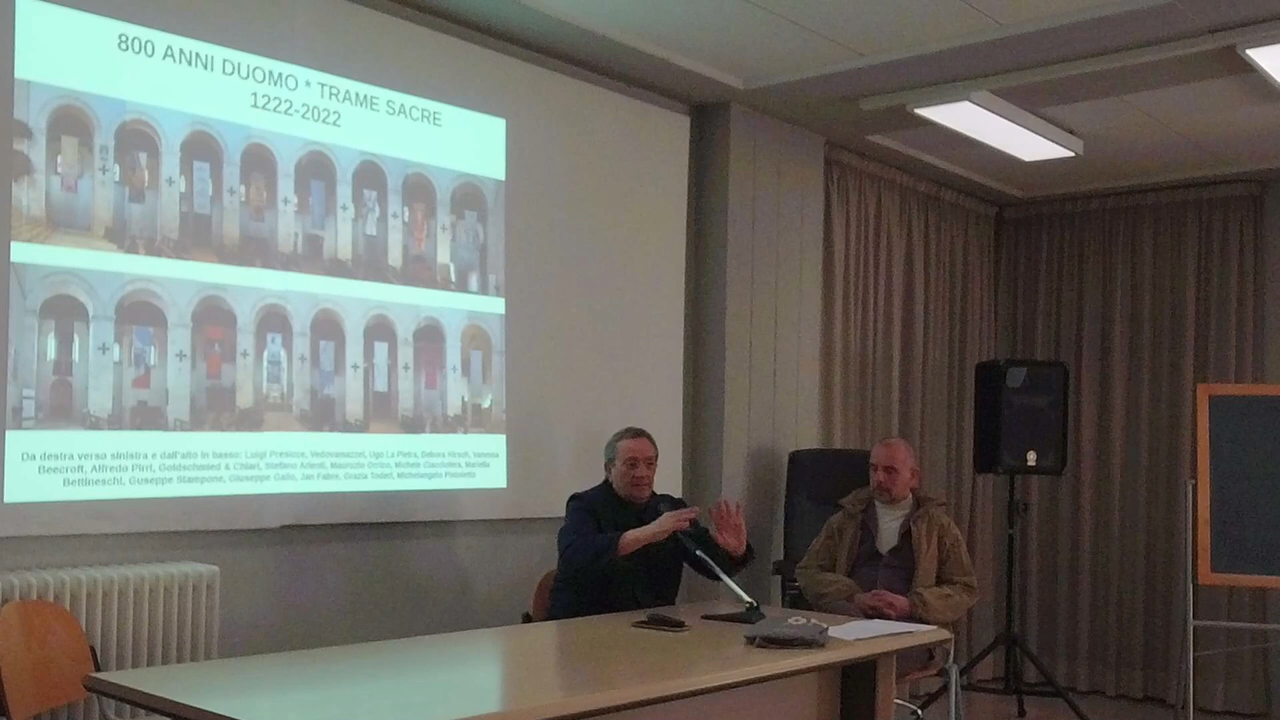 800 ANNI DUOMO * TRAME SACRE
1222-2022
Da destra verso sinistra e dall'alto in basso: Luigi Presicce, Vedovamazzei, Ugo La Pietra, Debora Hirsch, Vanessa
Beecroft, Alfredo Pirri, Goldschmied & Chiari, Stefano Arienti, Maurizio Orrico, Michele Ciacciofera, Mariella
Bettineschi, Guseppe Stampone, Giuseppe Gallo, Jan Fabre, Grazia Toderi, Michelangelo Pistoletto